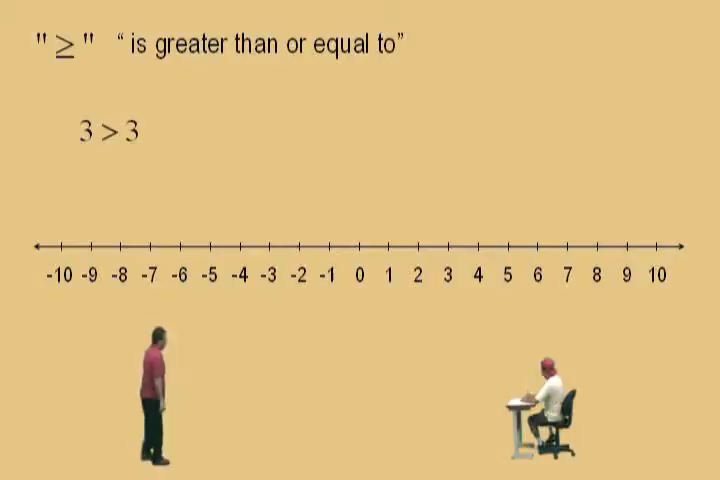 "≥" “ is greater than or equal to”
3 > 3
-10 -9 -8 -7 -6 -5 -4 -3 -2 -1 0 1 2 3 4 5 6 7 8 9 10